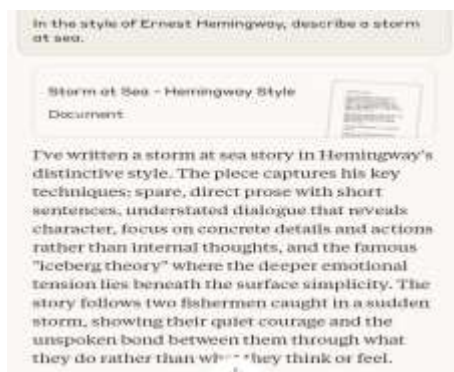 In the style of Ernest Hemingway, describe a storm
at sea.
Storm at Sea - Hemingway Style
Document
I've written a storm at sea story in Hemingway's
distinctive style. The piece captures his key
techniques: spare, direct prose with short
sentences, understated dialogue that reveals
character, focus on concrete details and actions
rather than internal thoughts, and the famous
"iceberg theory" where the deeper emotional
tension lies beneath the surface simplicity. The
story follows two fishermen caught in a sudden
storm, showing their quiet courage and the
unspoken bond between them through what
they do rather than they think or feel.